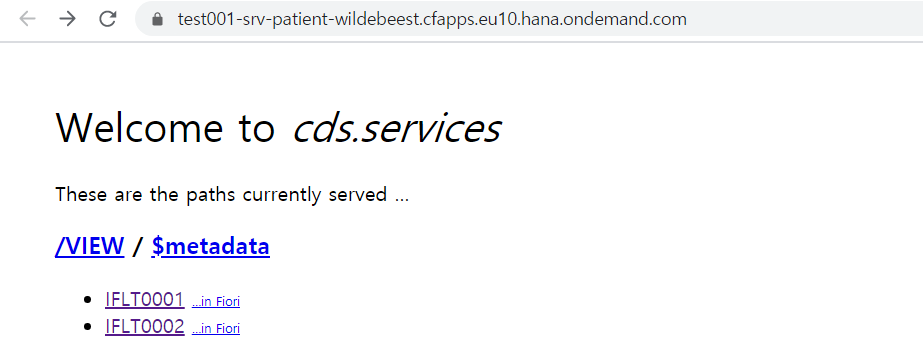 test001-srv-patient-wildebeest.cfapps.eu10.hana.ondemand.com
Welcome to cds.services
These are the paths currently served ...
/VIEW / $metadata
IFLT0001 ...in Fiori
IFLT0002 ...in Fiori